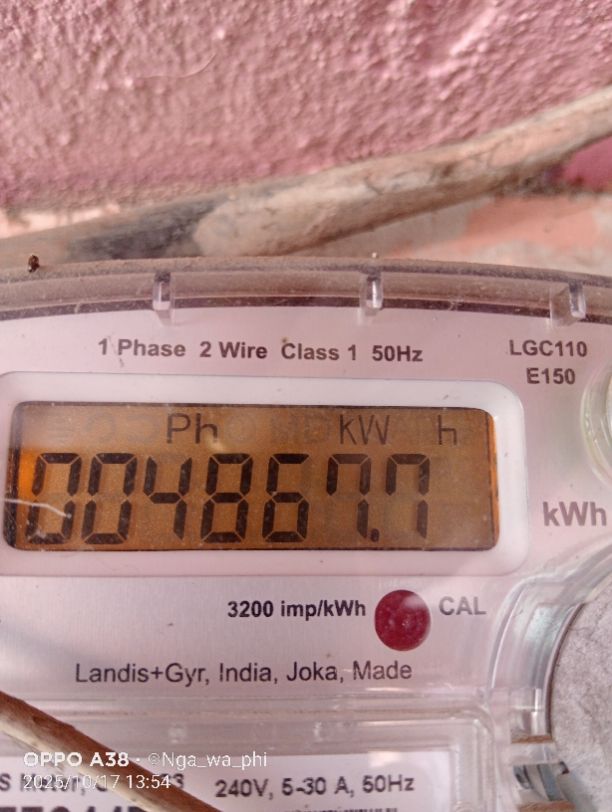 1 Phase 2 Wire Class 1 50Hz
LGC110
E150
Ph kW h
004867.7
kWh
3200 imp/kWh
CAL
Landis+Gyr, India, Joka, Made
OPPO A38 · ©Nga_wa_phi
2025/10/17 13:54
240V, 5-30 A, 50Hz